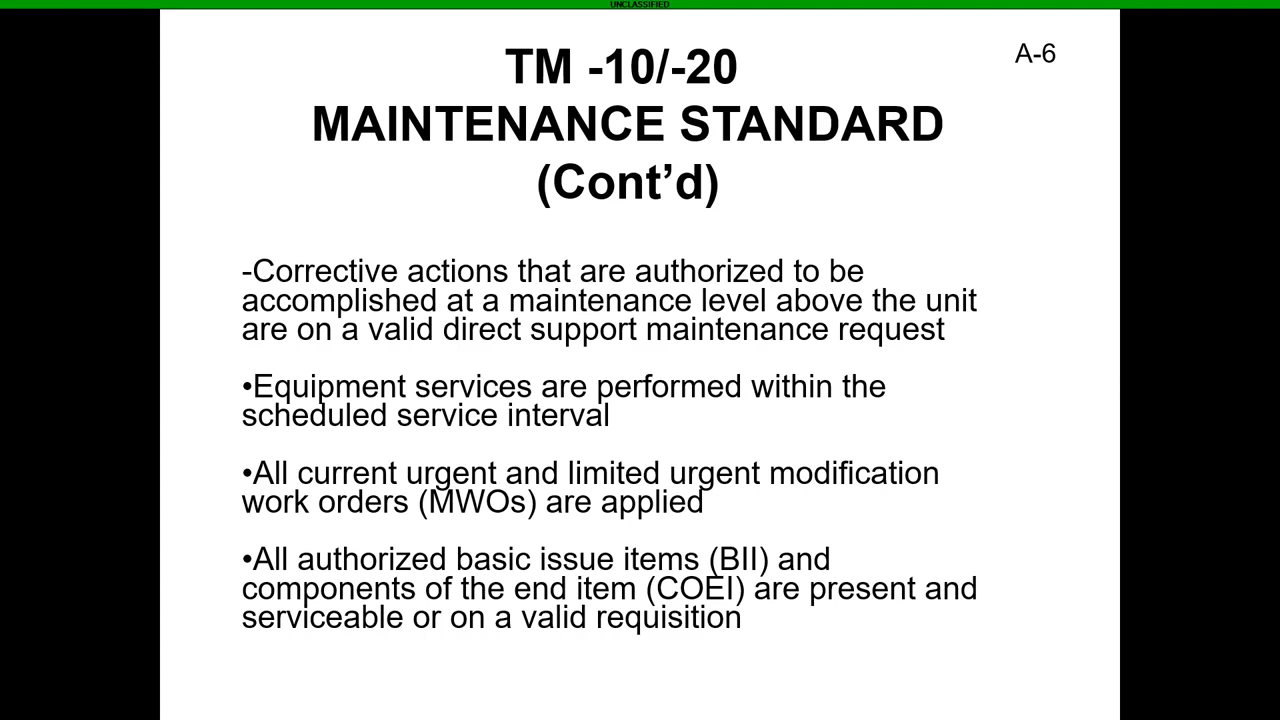 UNCLASSIFIED
A-6
TM -10/-20
MAINTENANCE STANDARD
(Cont’d)
-Corrective actions that are authorized to be
accomplished at a maintenance level above the unit
are on a valid direct support maintenance request
•Equipment services are performed within the
scheduled service interval
•All current urgent and limited urgent modification
work orders (MWOs) are applied
•All authorized basic issue items (BII) and
components of the end item (COEI) are present and
serviceable or on a valid requisition